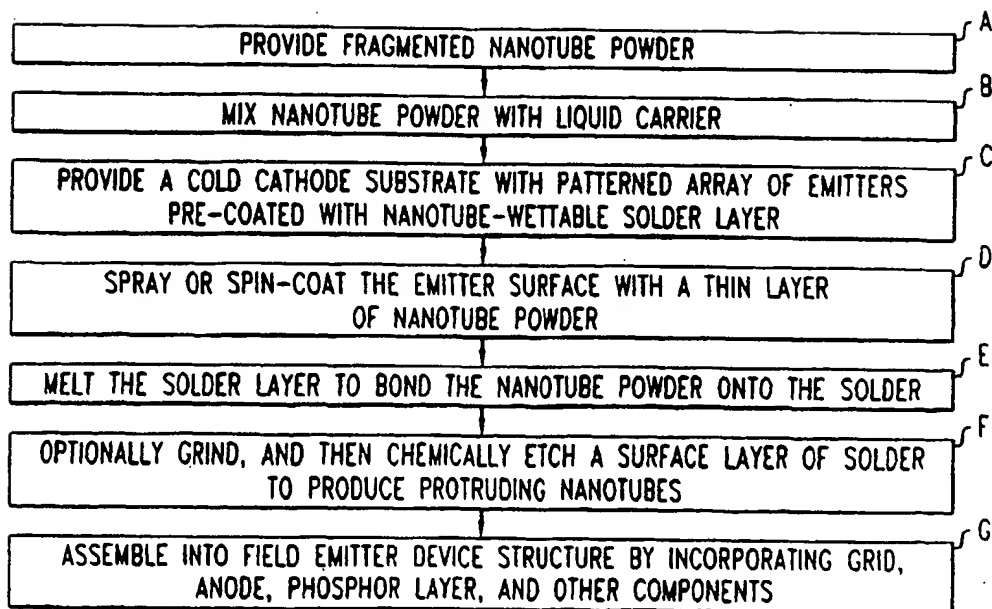 A
PROVIDE FRAGMENTED NANOTUBE POWDER
B
MIX NANOTUBE POWDER WITH LIQUID CARRIER
C
PROVIDE A COLD CATHODE SUBSTRATE WITH PATTERNED ARRAY OF EMITTERS
PRE-COATED WITH NANOTUBE-WETTABLE SOLDER LAYER
D
SPRAY OR SPIN-COAT THE EMITTER SURFACE WITH A THIN LAYER
OF NANOTUBE POWDER
E
MELT THE SOLDER LAYER TO BOND THE NANOTUBE POWDER ONTO THE SOLDER
F
OPTIONALLY GRIND, AND THEN CHEMICALLY ETCH A SURFACE LAYER OF SOLDER
TO PRODUCE PROTRUDING NANOTUBES
G
ASSEMBLE INTO FIELD EMITTER DEVICE STRUCTURE BY INCORPORATING GRID,
ANODE, PHOSPHOR LAYER, AND OTHER COMPONENTS